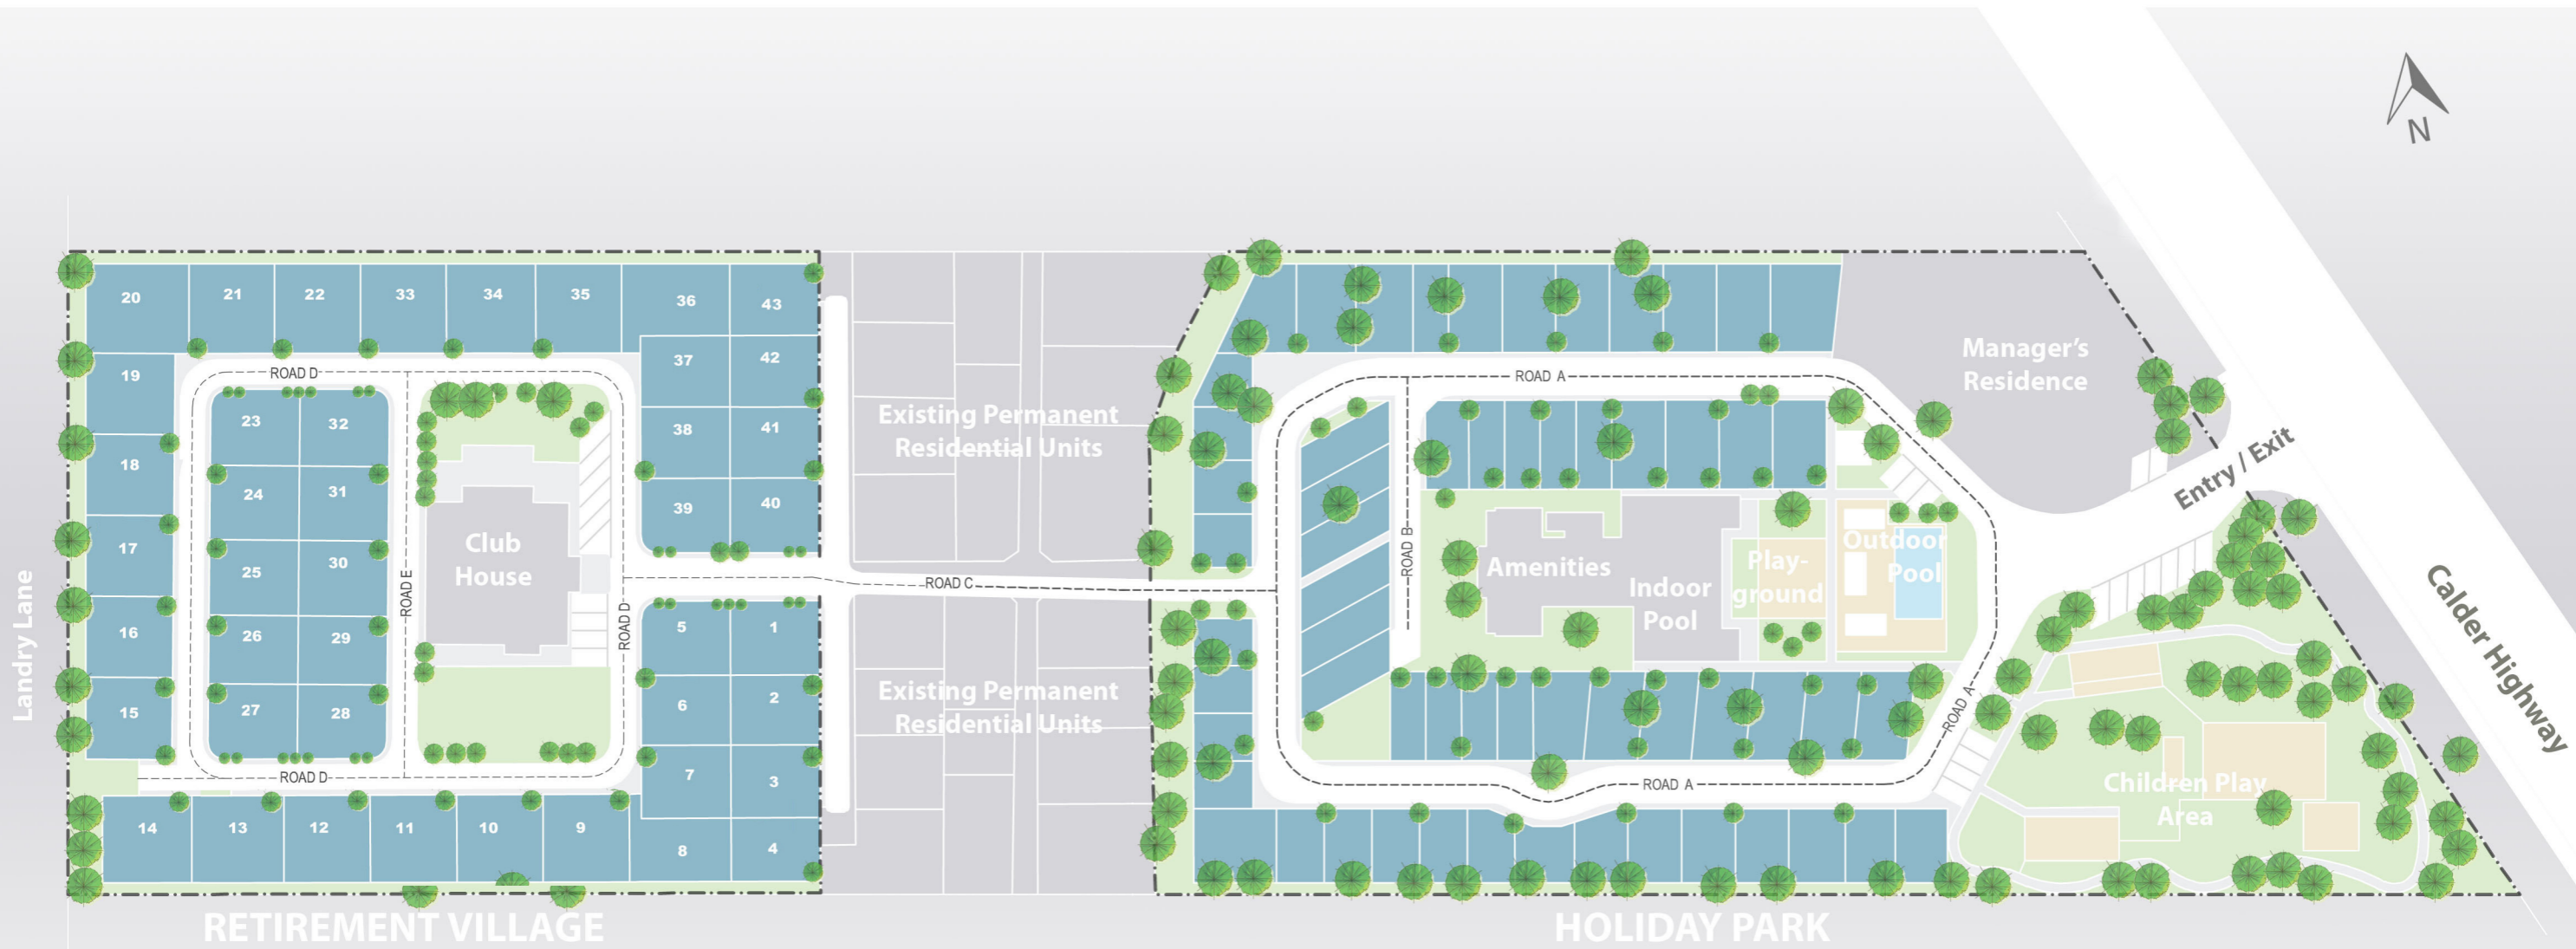 N
20
21
22
33
34
35
36
43
19
37
42
18
38
41
17
39
40
16
15
14
13
12
11
10
9
8
4
7
3
6
2
5
1
23
32
24
31
25
30
26
29
27
28
ROAD D
ROAD D
ROAD D
ROAD E
Club
House
Landry Lane
ROAD C
Existing Permanent
Residential Units
Existing Permanent
Residential Units
ROAD A
ROAD B
ROAD A
ROAD A
Amenities
Indoor
Pool
Play-
ground
Outdoor
Pool
Manager's
Residence
Entry / Exit
Calder Highway
Children Play
Area
RETIREMENT VILLAGE
HOLIDAY PARK